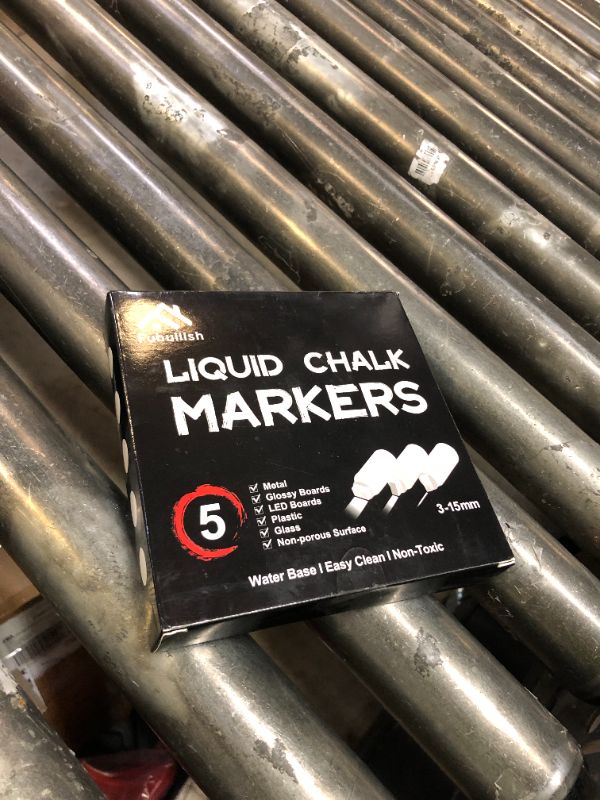 Fubullish
LIQUID CHALK
MARKERS
5
Metal
Glossy Boards
LED Boards
Plastic
Glass
Non-porous Surface
3-15mm
Water Base I Easy Clean I Non-Toxic